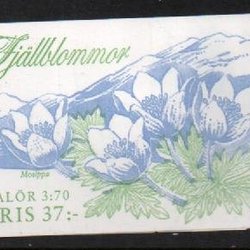 Fjällblommor
Mosippa
ALÖR 3:70
RIS 37:-